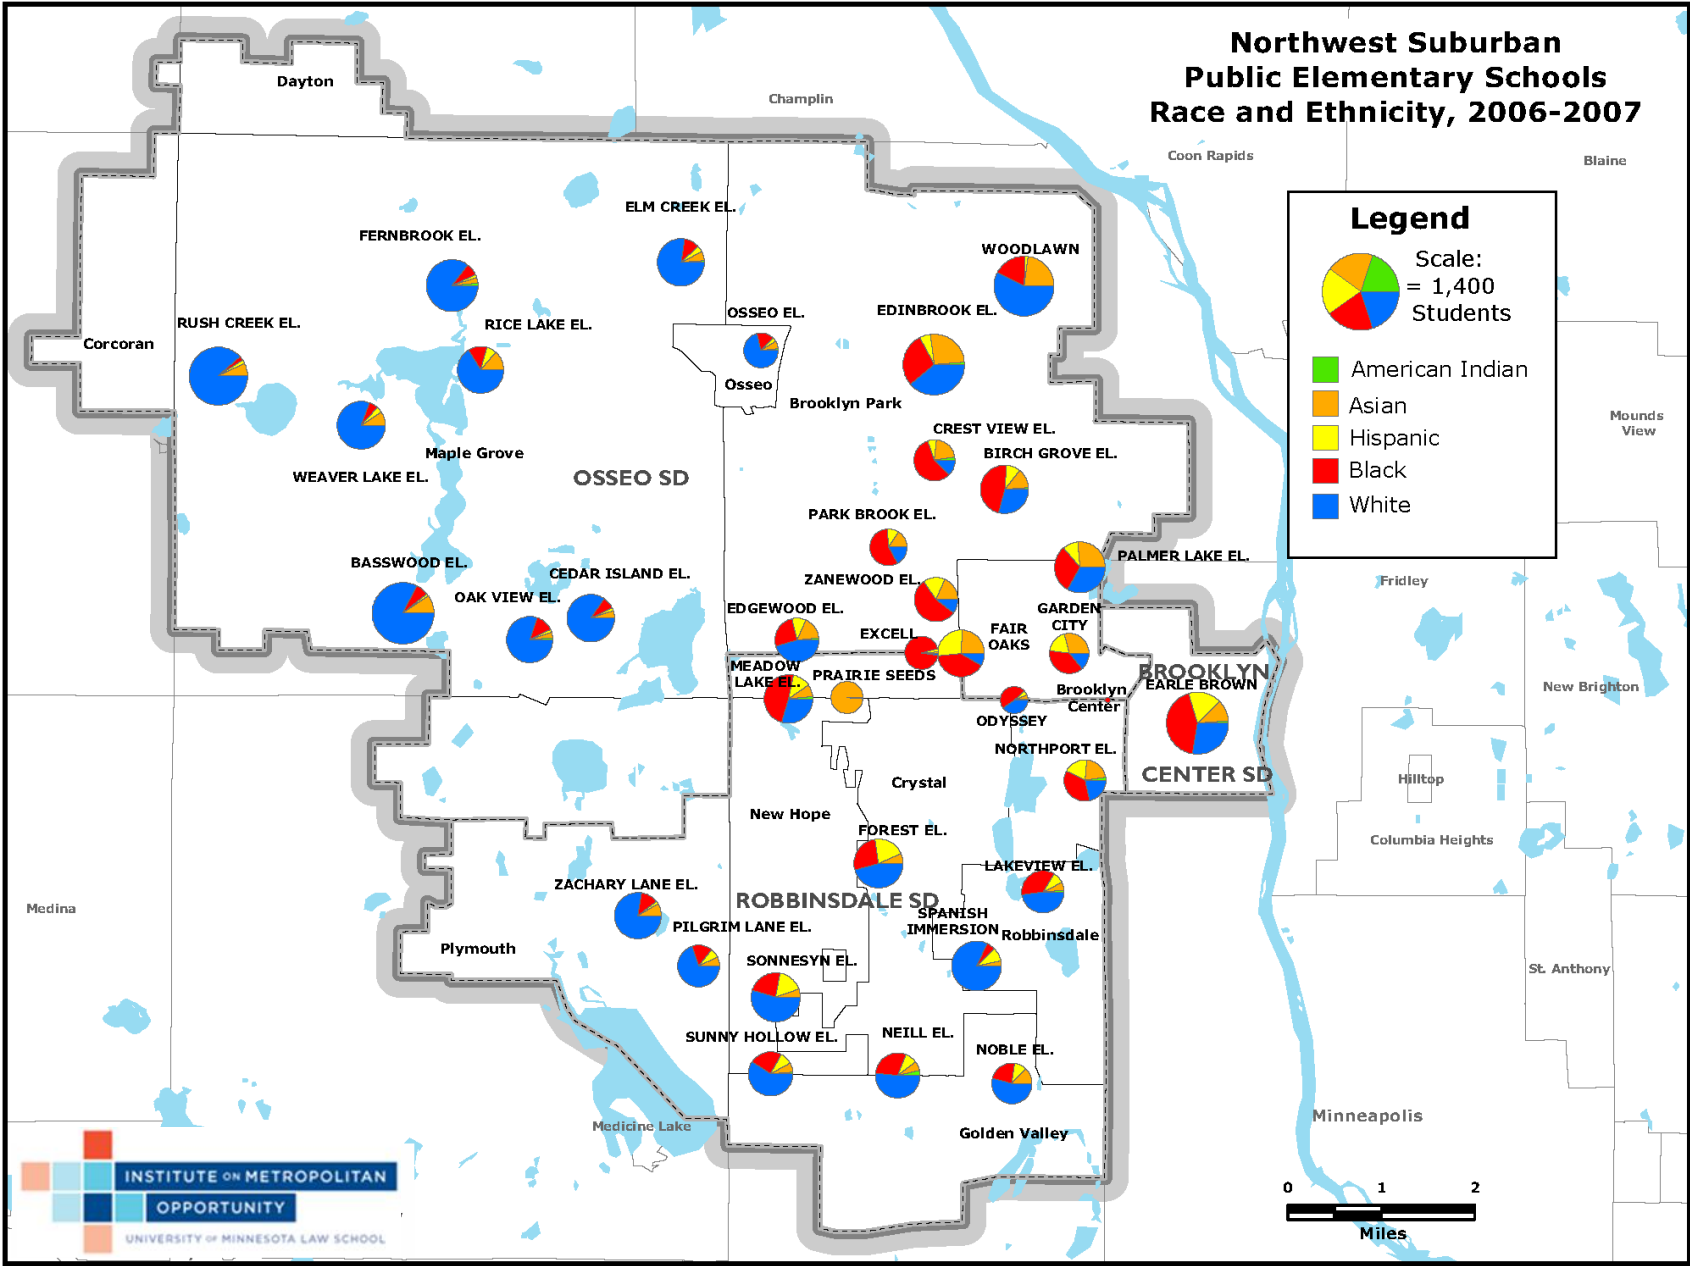 Northwest Suburban
Public Elementary Schools
Race and Ethnicity, 2006-2007
Dayton
Champlin
Coon Rapids
Blaine
Legend
Scale:
= 1,400
Students
American Indian
Asian
Hispanic
Black
White
ELM CREEK EL.
FERNBROOK EL.
WOODLAWN
EDINBROOK EL.
OSSEO EL.
RUSH CREEK EL.
RICE LAKE EL.
Corcoran
Osseo
Brooklyn Park
Mounds
View
CREST VIEW EL.
BIRCH GROVE EL.
Maple Grove
WEAVER LAKE EL.
OSSEO SD
PARK BROOK EL.
PALMER LAKE EL.
BASSWOOD EL.
CEDAR ISLAND EL.
OAK VIEW EL.
ZANEWOOD EL.
Fridley
EDGEWOOD EL.
GARDEN
CITY
EXCELL
FAIR
OAKS
MEADOW
LAKE EL.
PRAIRIE SEEDS
BROOKLYN
EARLE BROWN
Brooklyn
Center
New Brighton
ODYSSEY
NORTHPORT EL.
CENTER SD
Hilltop
Crystal
New Hope
FOREST EL.
Columbia Heights
LAKEVIEW EL.
ZACHARY LANE EL.
ROBBINSDALE SD
Medina
SPANISH
IMMERSION
Robbinsdale
PILGRIM LANE EL.
Plymouth
SONNESYN EL.
St. Anthony
SUNNY HOLLOW EL.
NEILL EL.
NOBLE EL.
Medicine Lake
Golden Valley
Minneapolis
INSTITUTE ON METROPOLITAN
OPPORTUNITY
UNIVERSITY OF MINNESOTA LAW SCHOOL
0 1 2
Miles